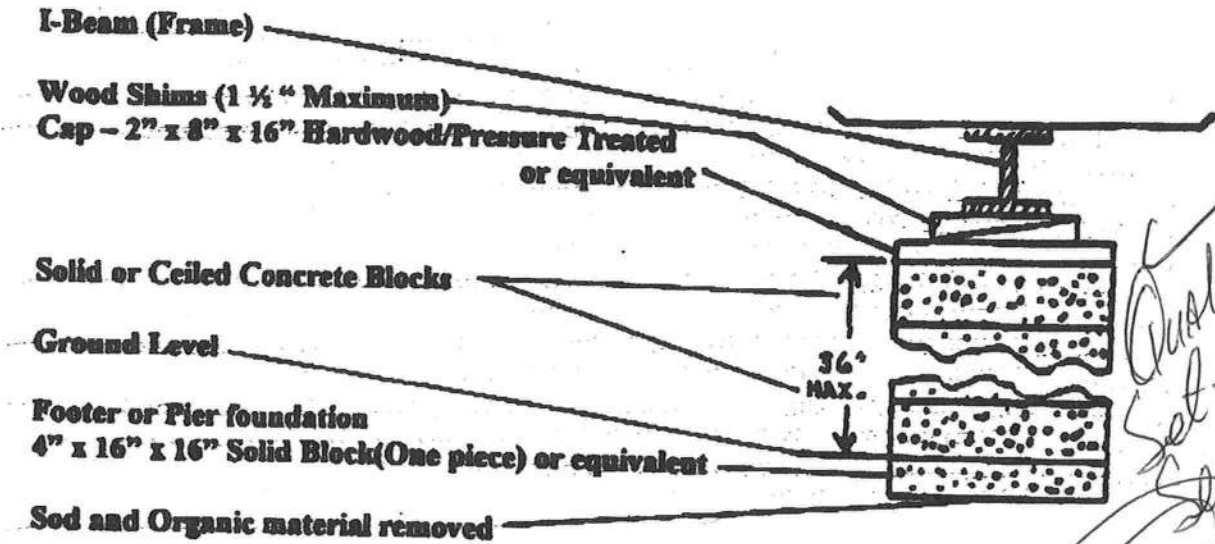 I-Beam (Frame)
Wood Shims (1 ½ “ Maximum)
Cap – 2” x 8” x 16” Hardwood/Pressure Treated
or equivalent
Solid or Ceiled Concrete Blocks
Ground Level
36"
MAX.
Footer or Pier foundation
4” x 16” x 16” Solid Block(One piece) or equivalent
Sod and Organic material removed